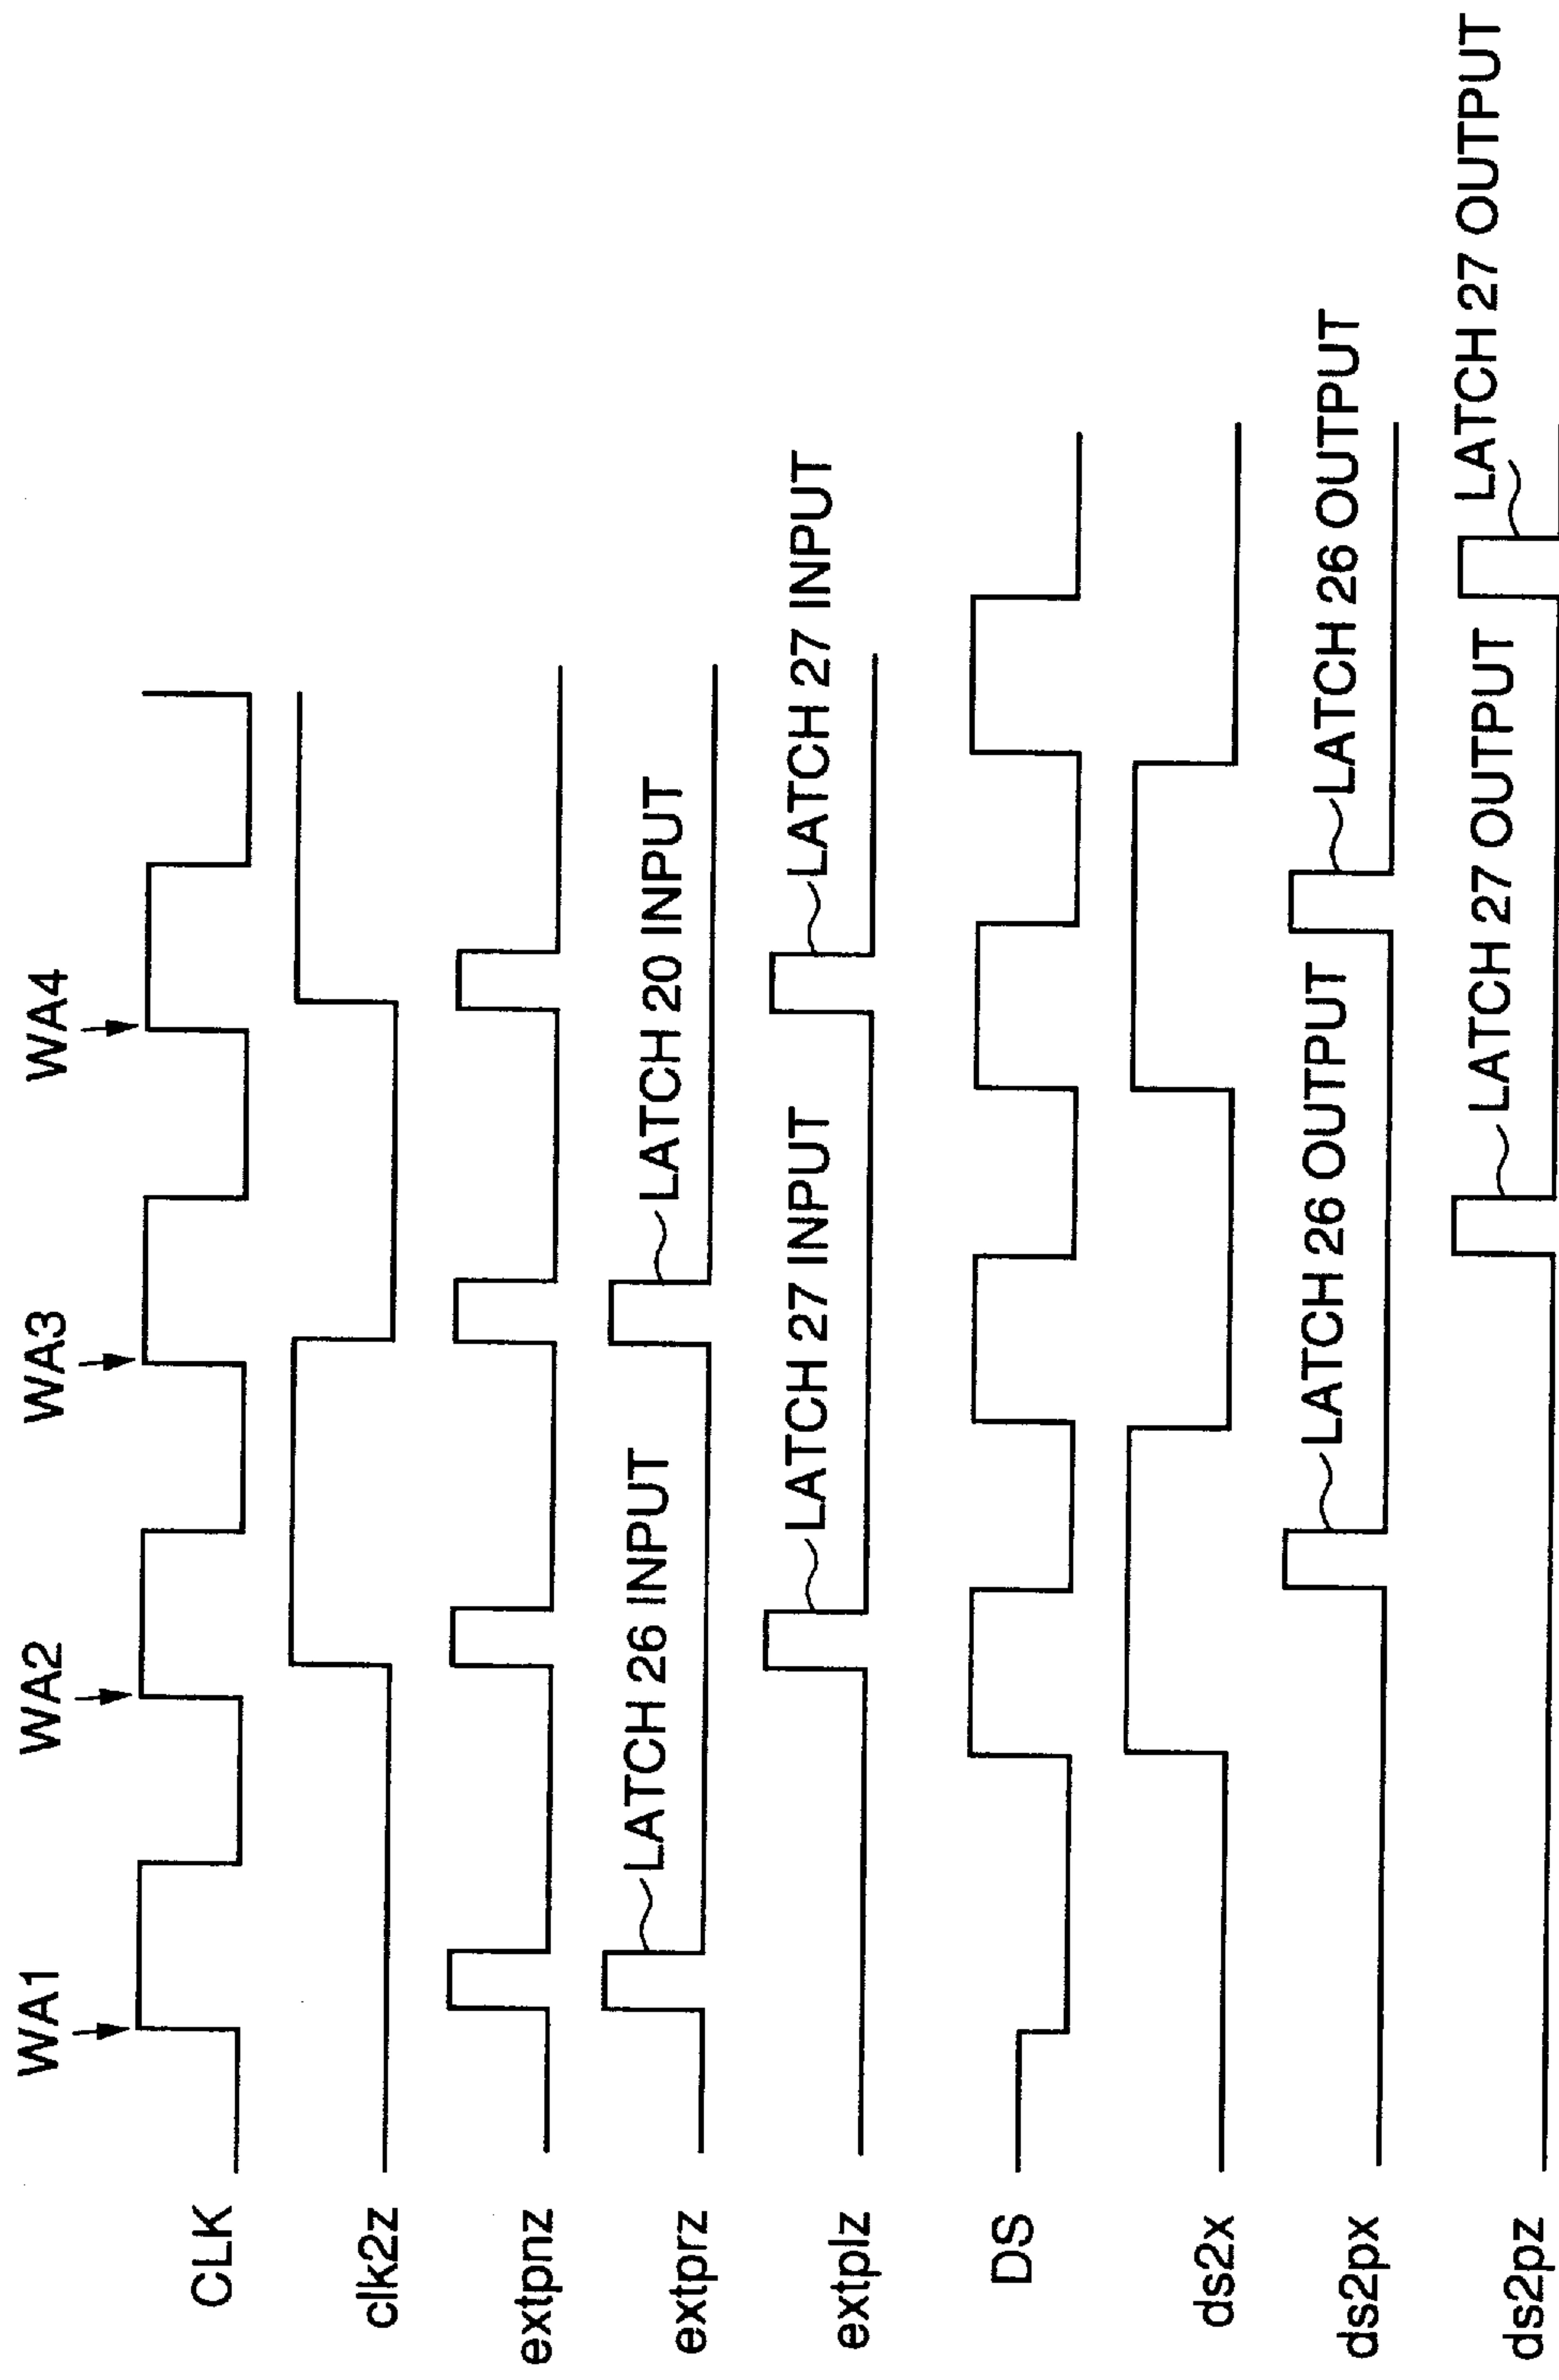 WA1 WA2 WA3 WA4
CLK
clk2z
extpnz
extprz LATCH 26 INPUT LATCH 20 INPUT
extplz LATCH 27 INPUT LATCH 27 INPUT
DS
ds2x
ds2px LATCH 26 OUTPUT LATCH 26 OUTPUT
ds2pz LATCH 27 OUTPUT LATCH 27 OUTPUT